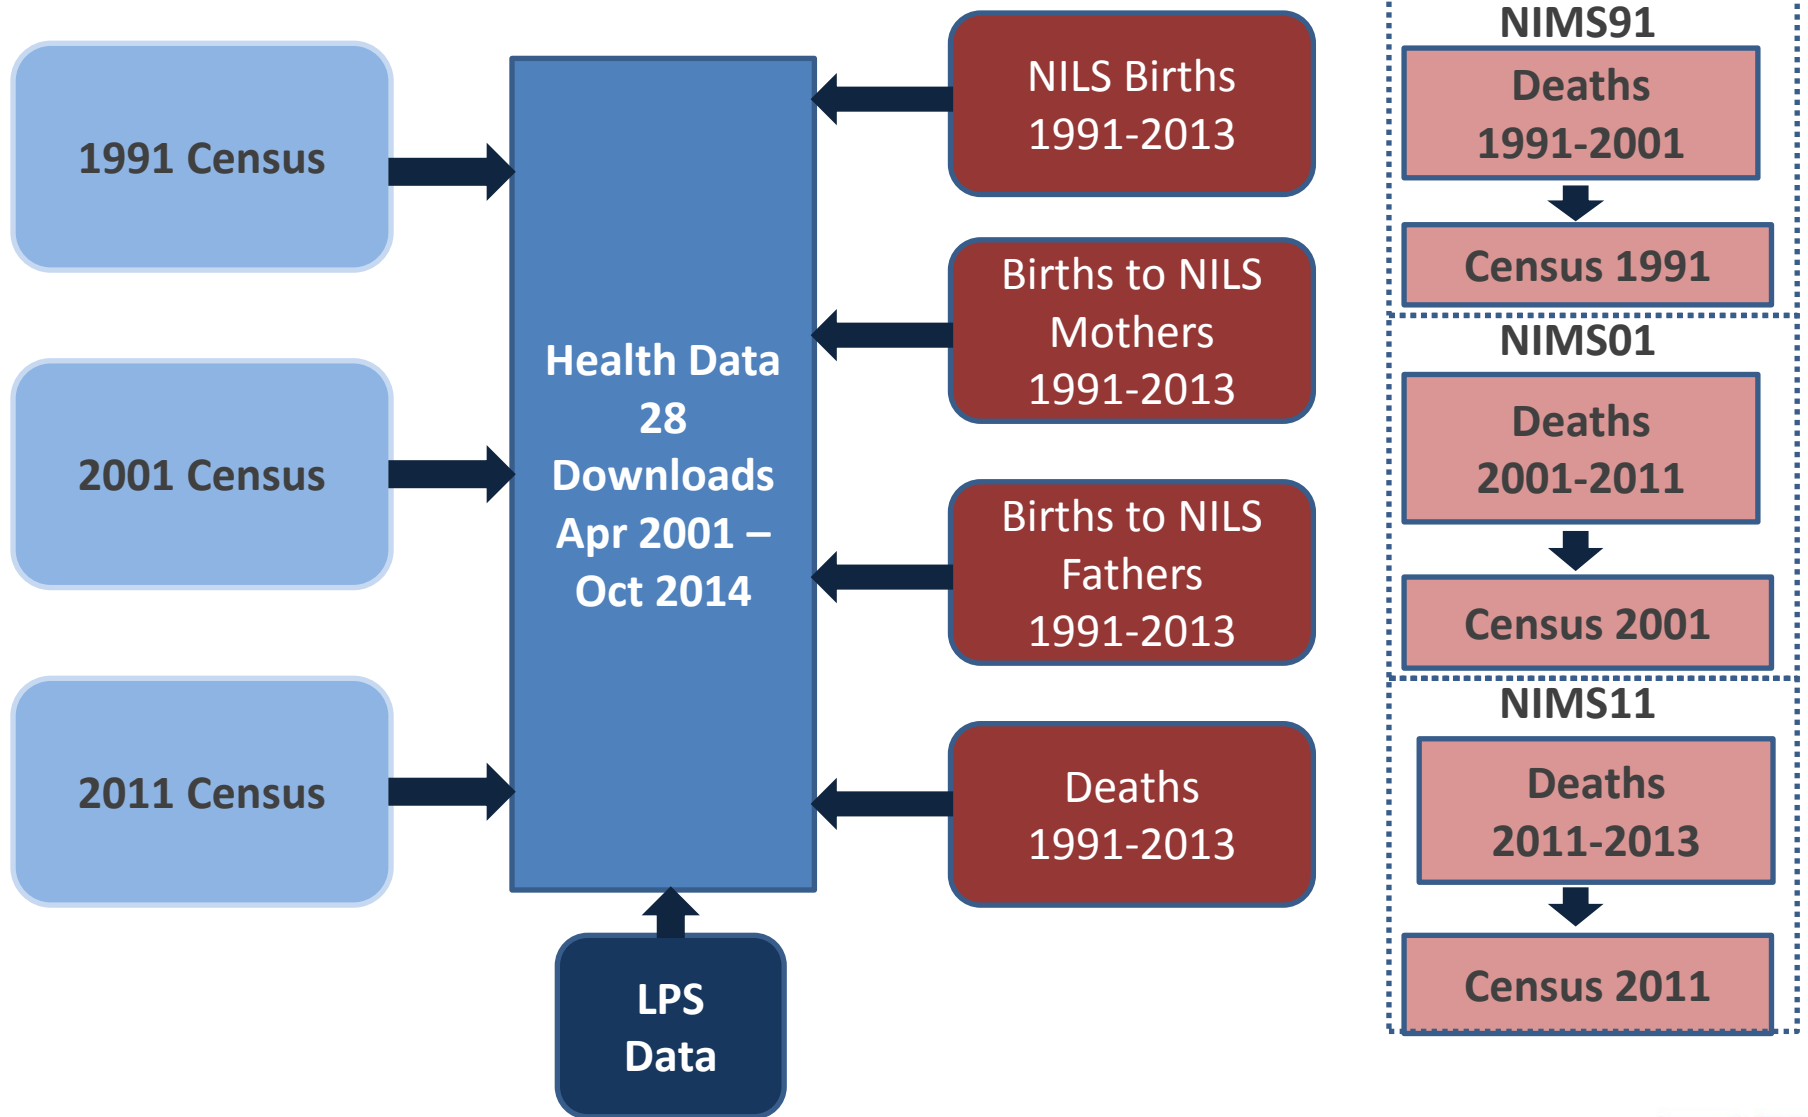 1991 Census
2001 Census
2011 Census
Health Data
28
Downloads
Apr 2001 –
Oct 2014
LPS
Data
NILS Births
1991-2013
Births to NILS
Mothers
1991-2013
Births to NILS
Fathers
1991-2013
Deaths
1991-2013
NIMS91
Deaths
1991-2001
Census 1991
NIMS01
Deaths
2001-2011
Census 2001
NIMS11
Deaths
2011-2013
Census 2011